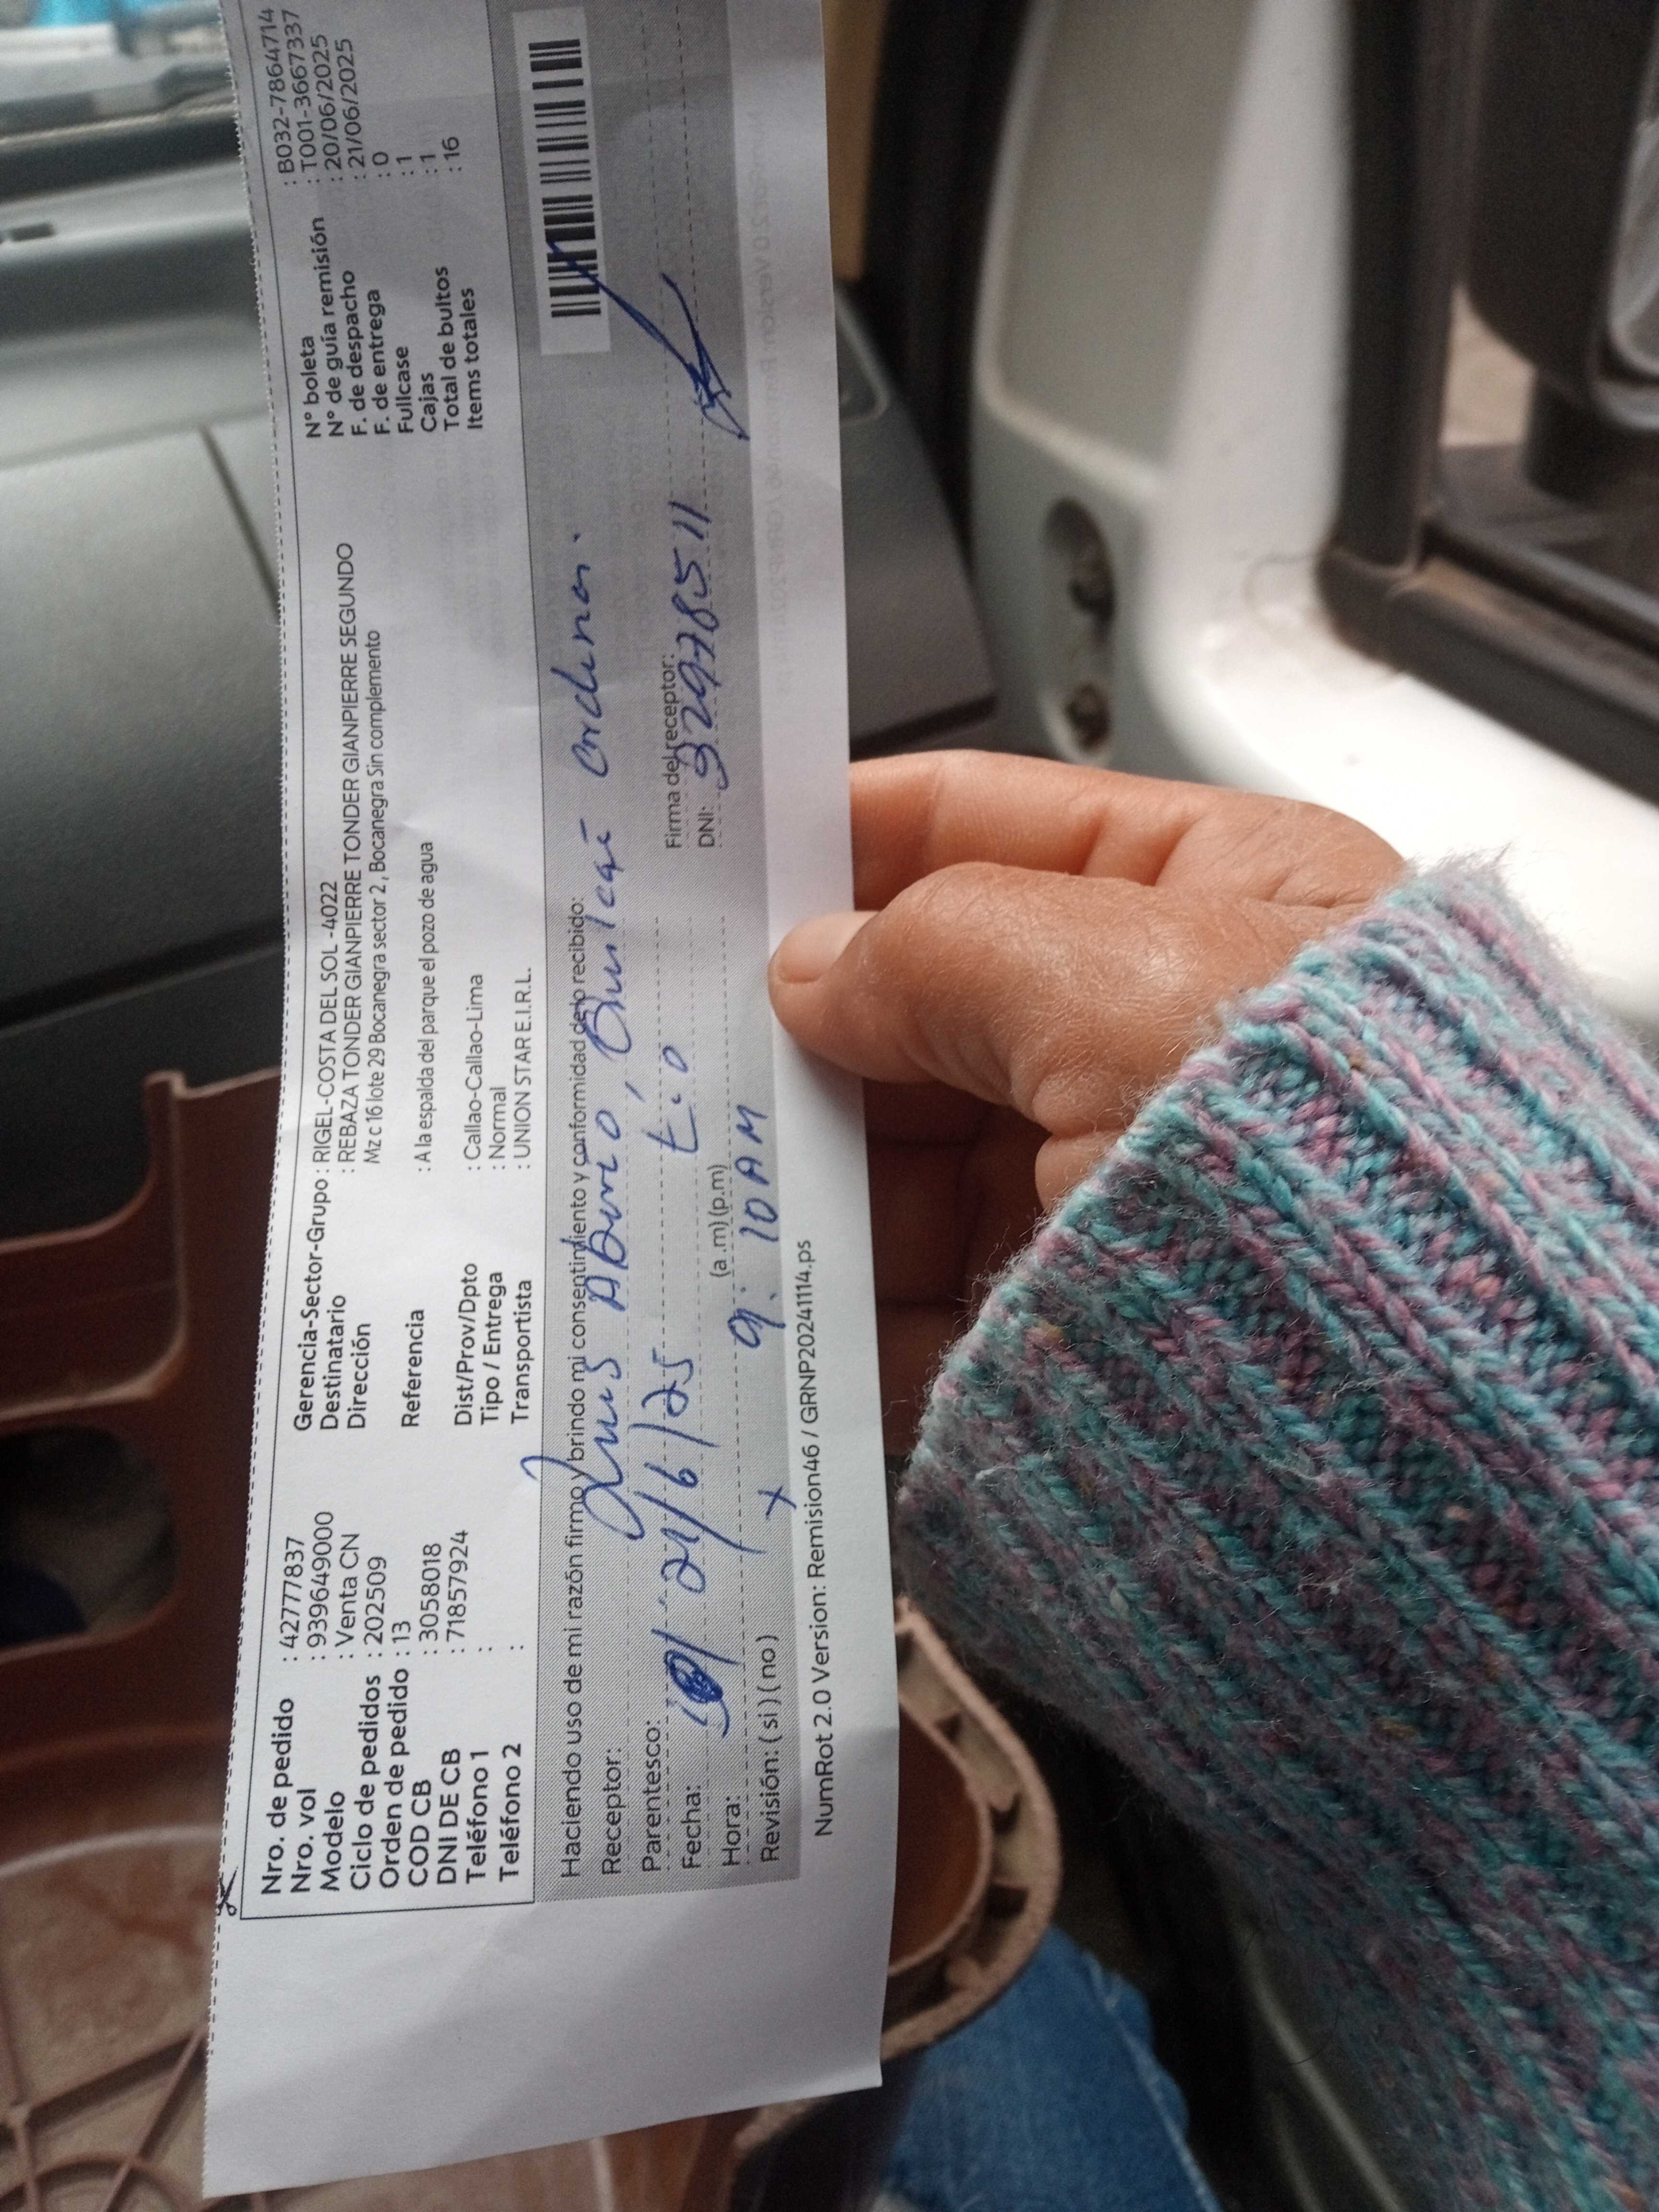 Nro. de pedido : 42777837
Nro. vol : 9396649000
Modelo : Venta CN
Ciclo de pedidos : 202509
Orden de pedido : 13
COD CB : 3058018
DNI DE CB : 71857924
Teléfono 1 :
Teléfono 2 :
Gerencia-Sector-Grupo : RIGEL-COSTA DEL SOL -4022
Destinatario : REBAZA TONDER GIANPIERRE TONDER GIANPIERRE SEGUNDO
Dirección Mz c 16 lote 29 Bocanegra sector 2 , Bocanegra Sin complemento
Referencia : A la espalda del parque el pozo de agua
Dist/Prov/Dpto : Callao-Callao-Lima
Tipo / Entrega : Normal
Transportista : UNION STAR E.I.R.L.
N° boleta : B032-7864714
N° de guía remisión : T001-3667337
F. de despacho : 20/06/2025
F. de entrega : 21/06/2025
Fullcase : 0
Cajas : 1
Total de bultos : 1
Items totales : 16
Haciendo uso de mi razón firmo y brindo mi consentimiento y conformidad de lo recibido:
Receptor: Luis
Parentesco: tio
Fecha: 21/6/25
Hora: 9:10 AM (a .m) (p.m)
Revisión: ( si ) ( no ) x
Firma del receptor:
DNI:
NumRot 2.0 Version: Remision46 / GRNP20241114.ps